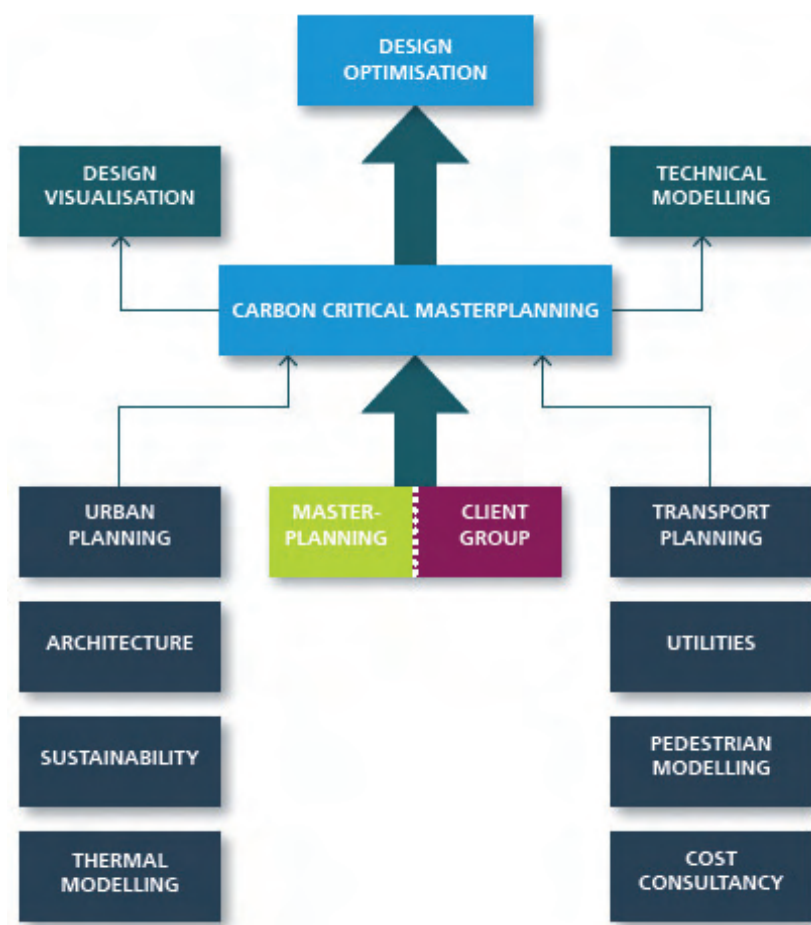 DESIGN
OPTIMISATION
DESIGN
VISUALISATION
TECHNICAL
MODELLING
CARBON CRITICAL MASTERPLANNING
URBAN
PLANNING
MASTER-
PLANNING
CLIENT
GROUP
TRANSPORT
PLANNING
ARCHITECTURE
UTILITIES
SUSTAINABILITY
PEDESTRIAN
MODELLING
THERMAL
MODELLING
COST
CONSULTANCY